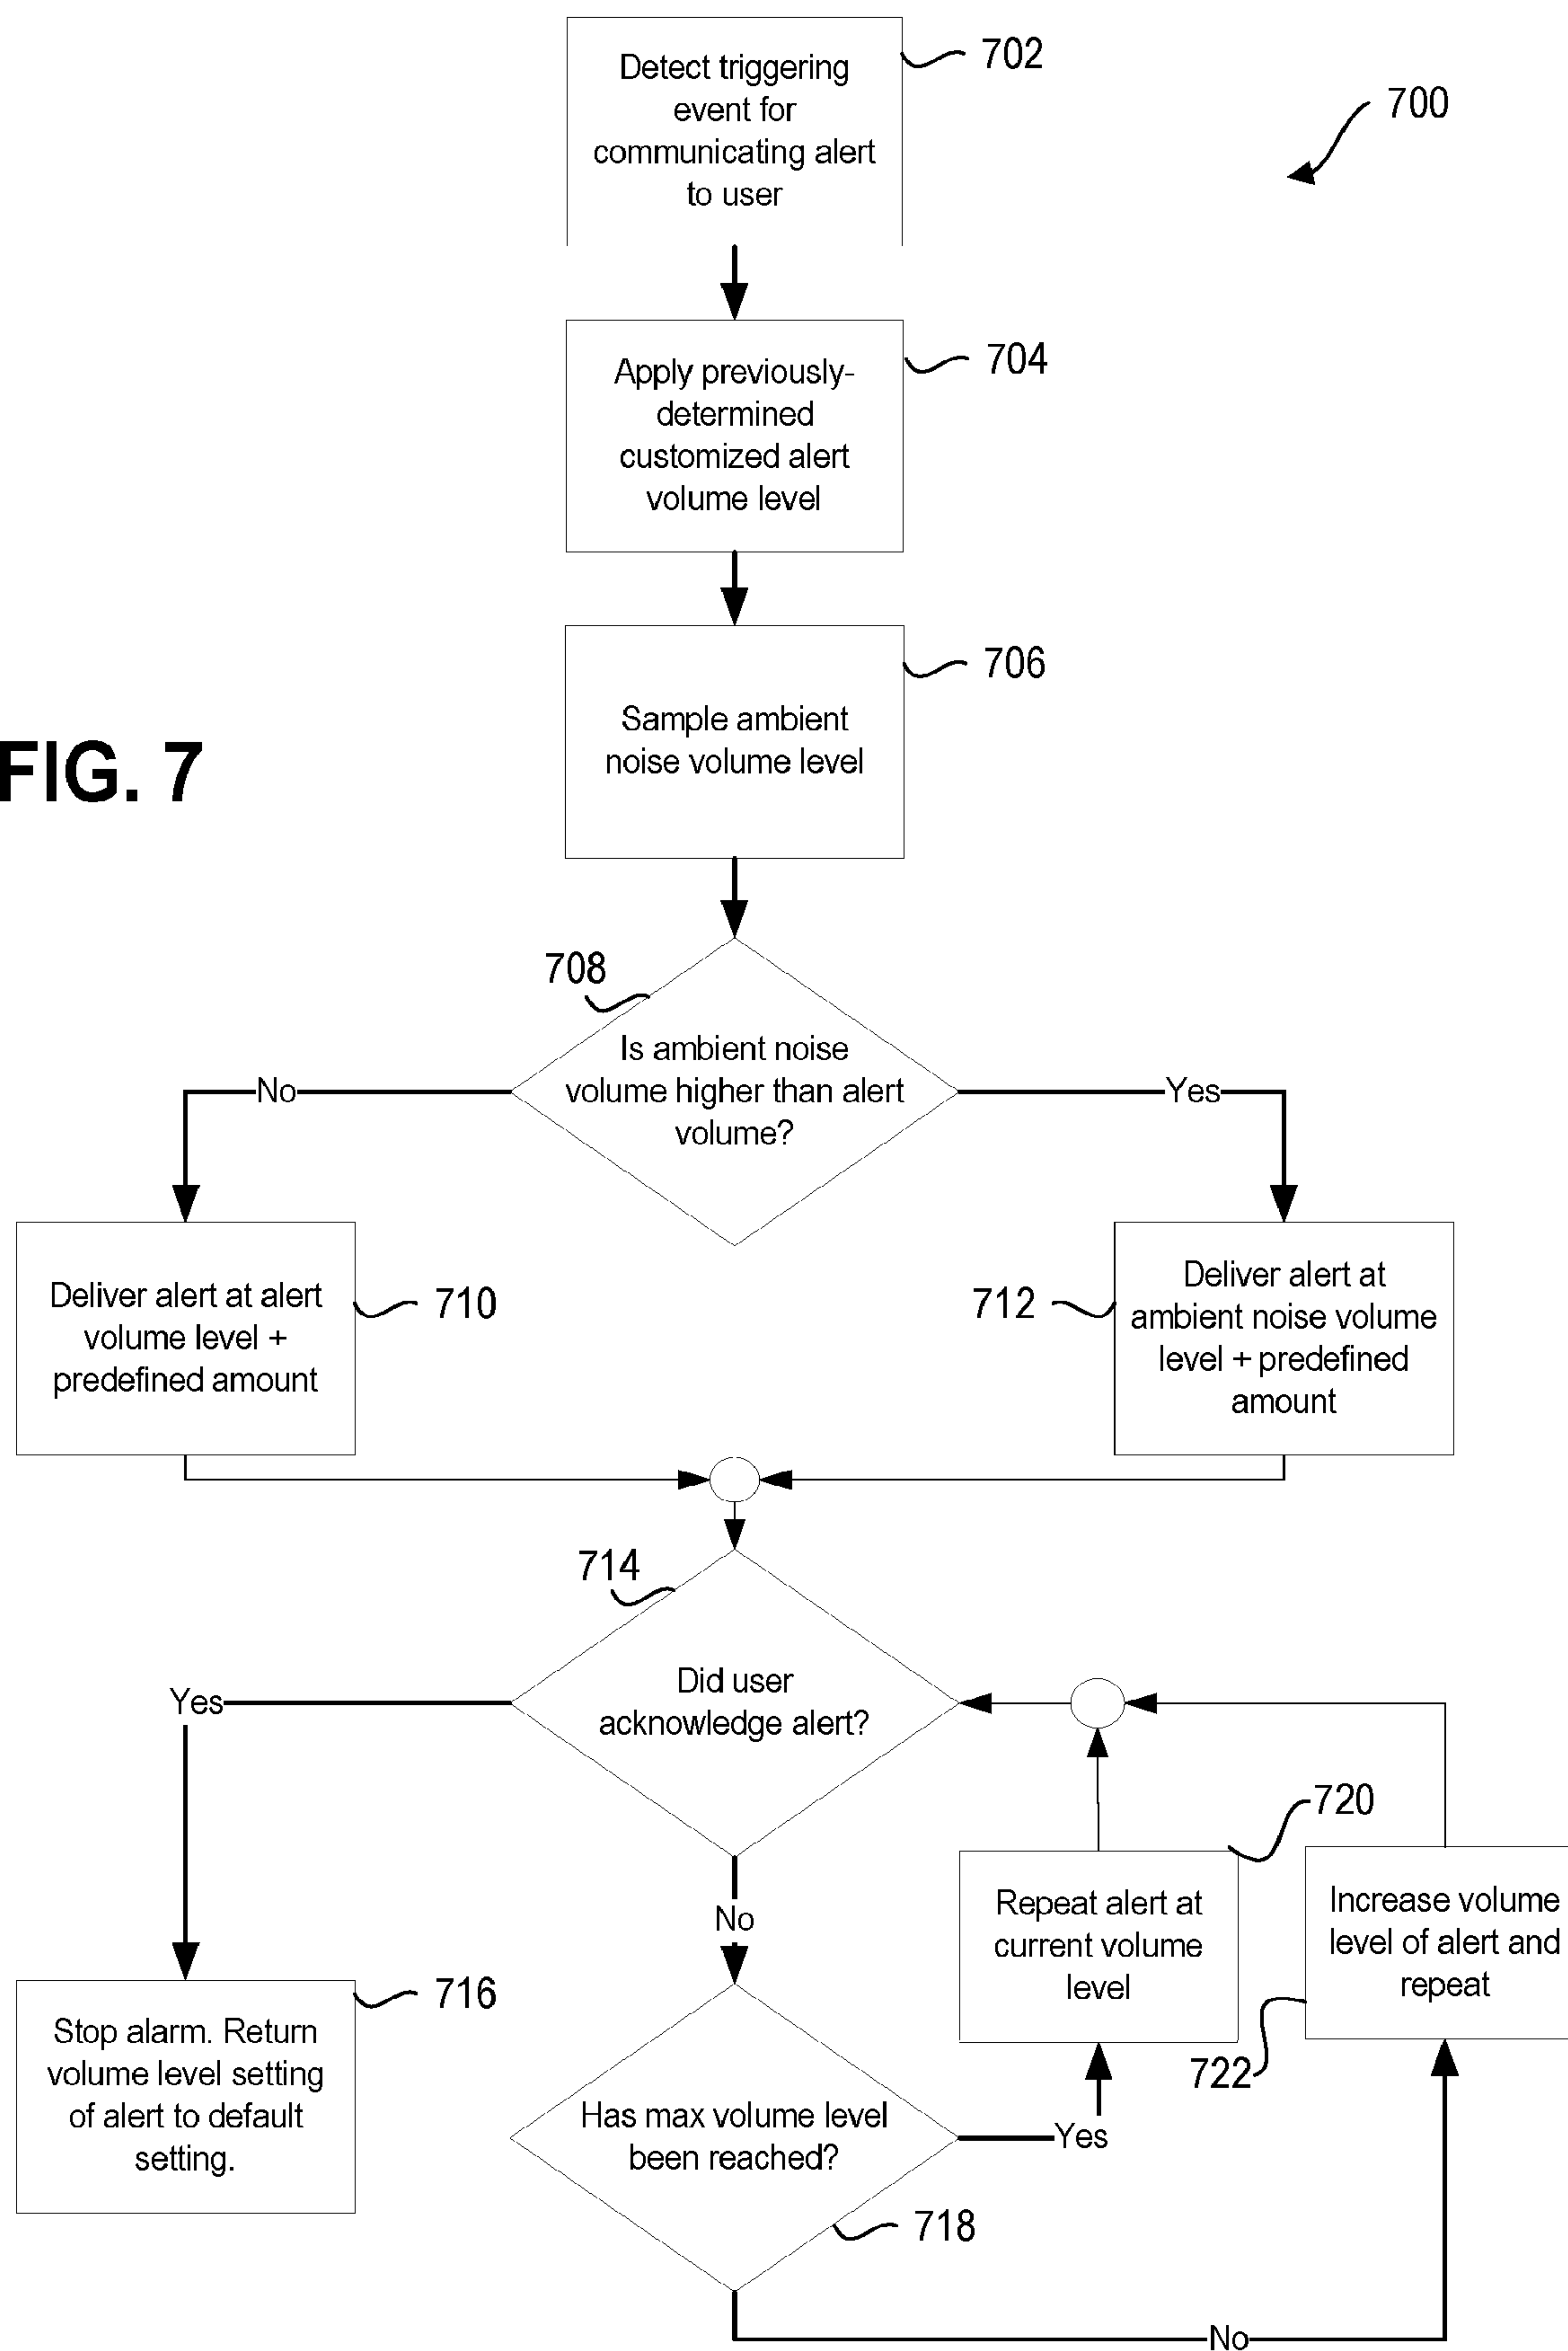 Detect triggering
event for
communicating alert
to user
702
700
Apply previously-
determined
customized alert
volume level
704
Sample ambient
noise volume level
706
FIG. 7
708
Is ambient noise
volume higher than alert
volume?
No
Yes
Deliver alert at alert
volume level +
predefined amount
710
712
Deliver alert at
ambient noise volume
level + predefined
amount
714
Did user
acknowledge alert?
Yes
No
720
Repeat alert at
current volume
level
Increase volume
level of alert and
repeat
722
Stop alarm. Return
volume level setting
of alert to default
setting.
716
Has max volume level
been reached?
Yes
718
No